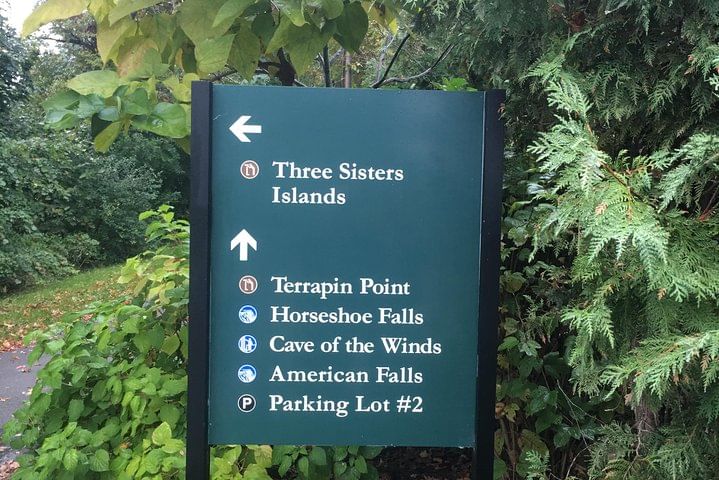 Three Sisters
Islands
Terrapin Point
Horseshoe Falls
Cave of the Winds
American Falls
P Parking Lot #2